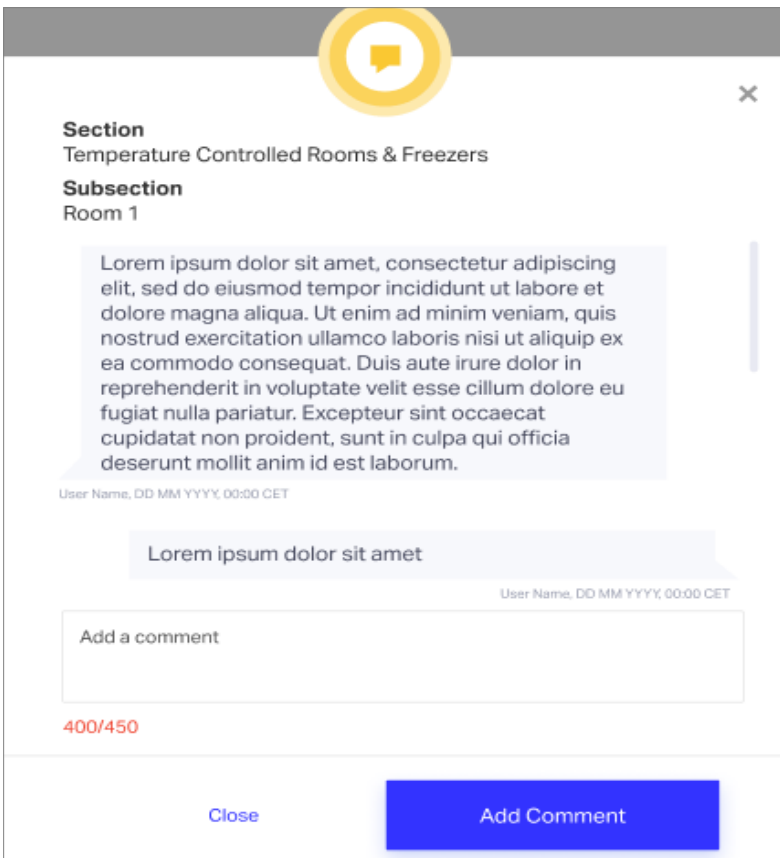 Section
Temperature Controlled Rooms & Freezers
Subsection
Room 1
Lorem ipsum dolor sit amet, consectetur adipiscing
elit, sed do eiusmod tempor incididunt ut labore et
dolore magna aliqua. Ut enim ad minim veniam, quis
nostrud exercitation ullamco laboris nisi ut aliquip ex
ea commodo consequat. Duis aute irure dolor in
reprehenderit in voluptate velit esse cillum dolore eu
fugiat nulla pariatur. Excepteur sint occaecat
cupidatat non proident, sunt in culpa qui officia
deserunt mollit anim id est laborum.
User Name, DD MM YYYY, 00:00 CET
Lorem ipsum dolor sit amet
User Name, DD MM YYYY, 00:00 CET
Add a comment
400/450
Close
Add Comment